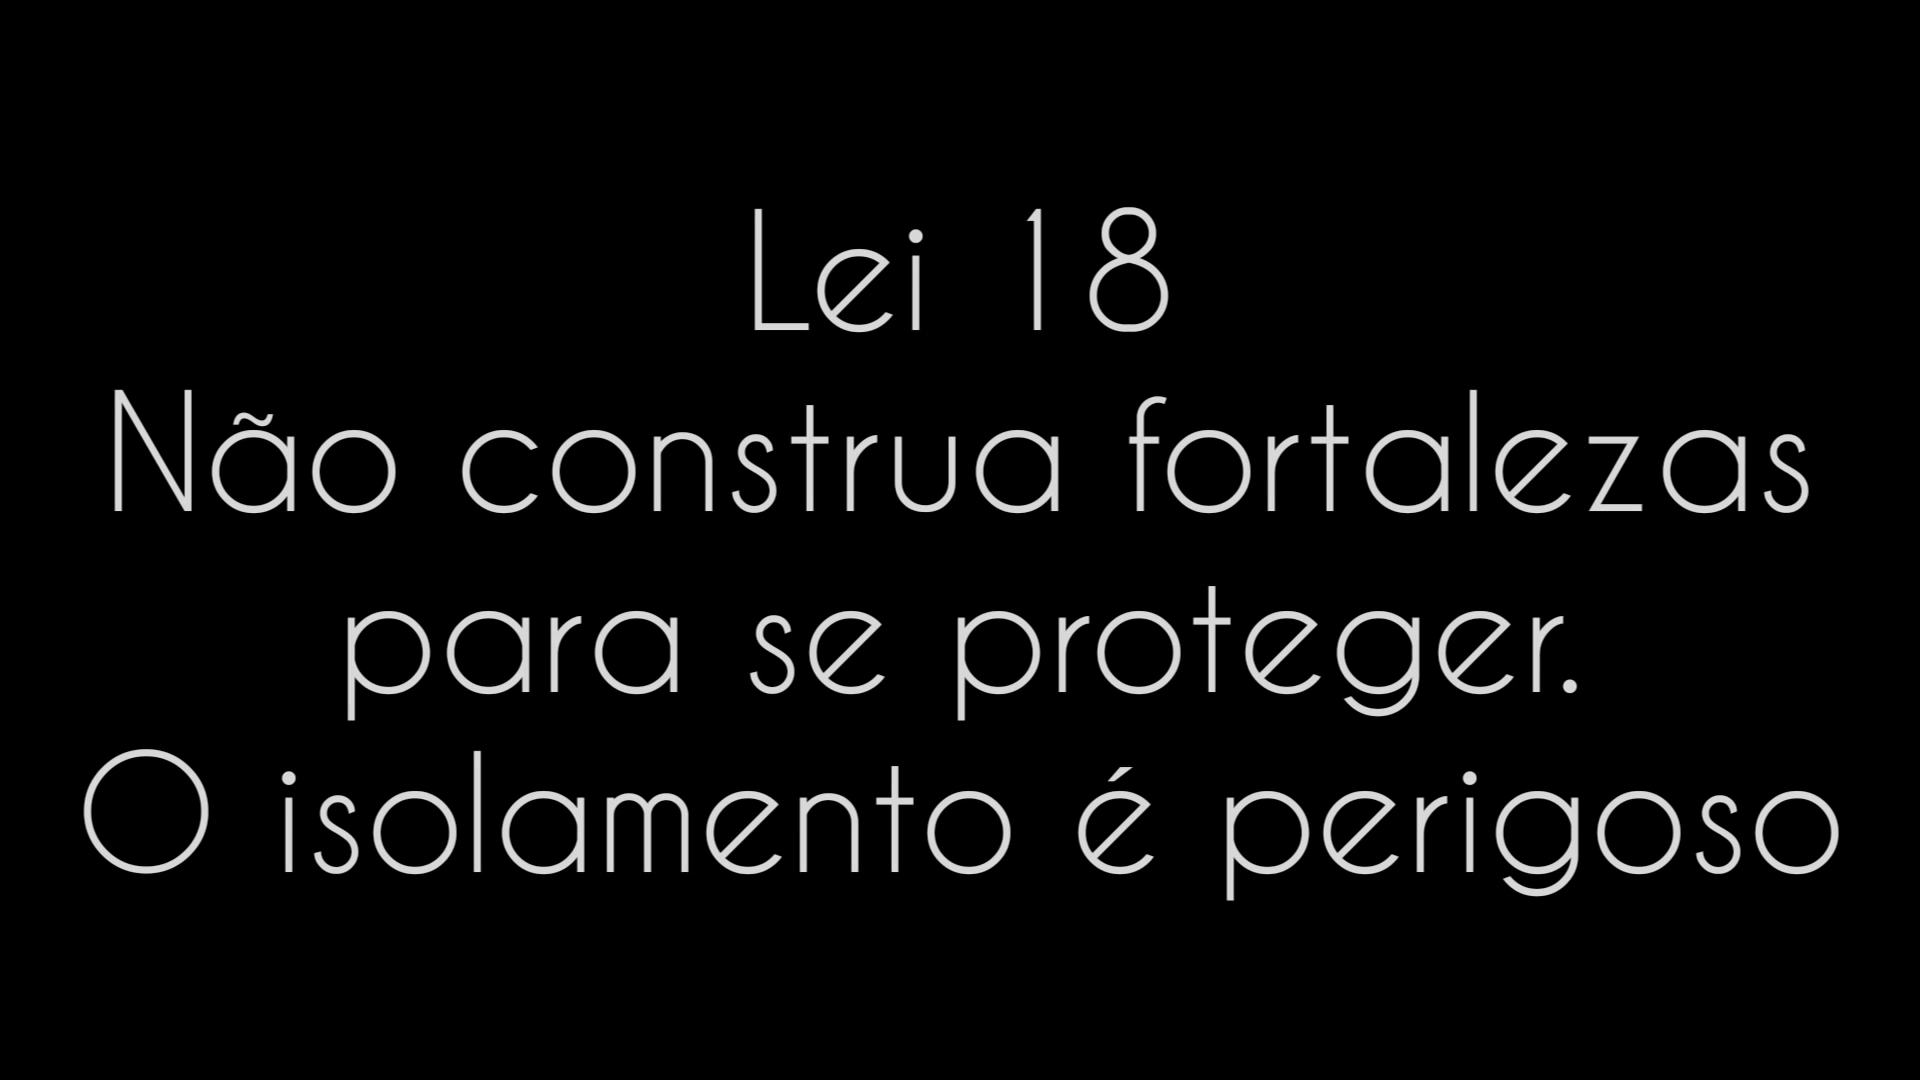 Lei 18
Não construa fortalezas
para se proteger.
O isolamento é perigoso